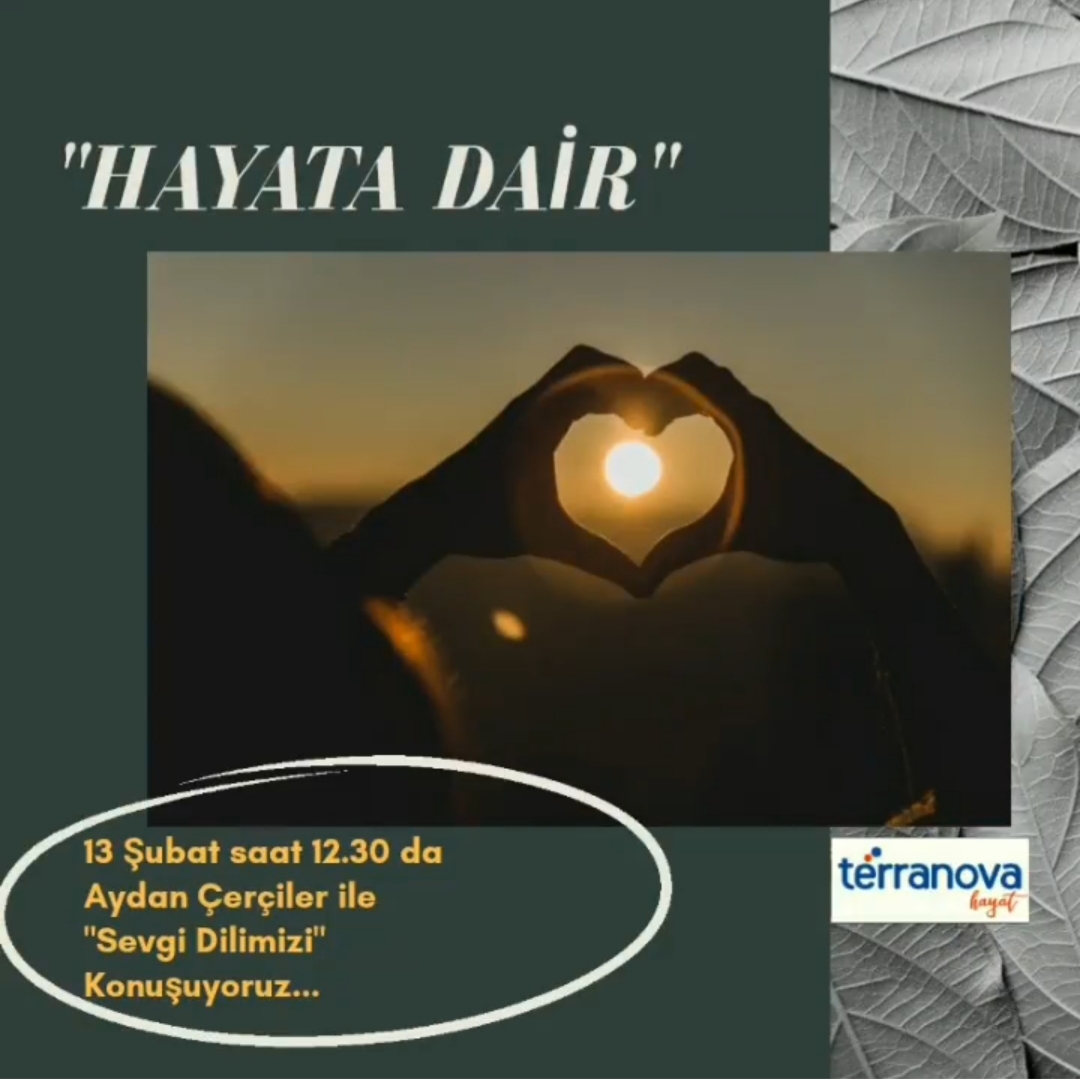 "HAYATA DAİR"
13 Şubat saat 12.30 da
Aydan Çerçiler ile
"Sevgi Dilimizi"
Konuşuyoruz...
terranova
hayat